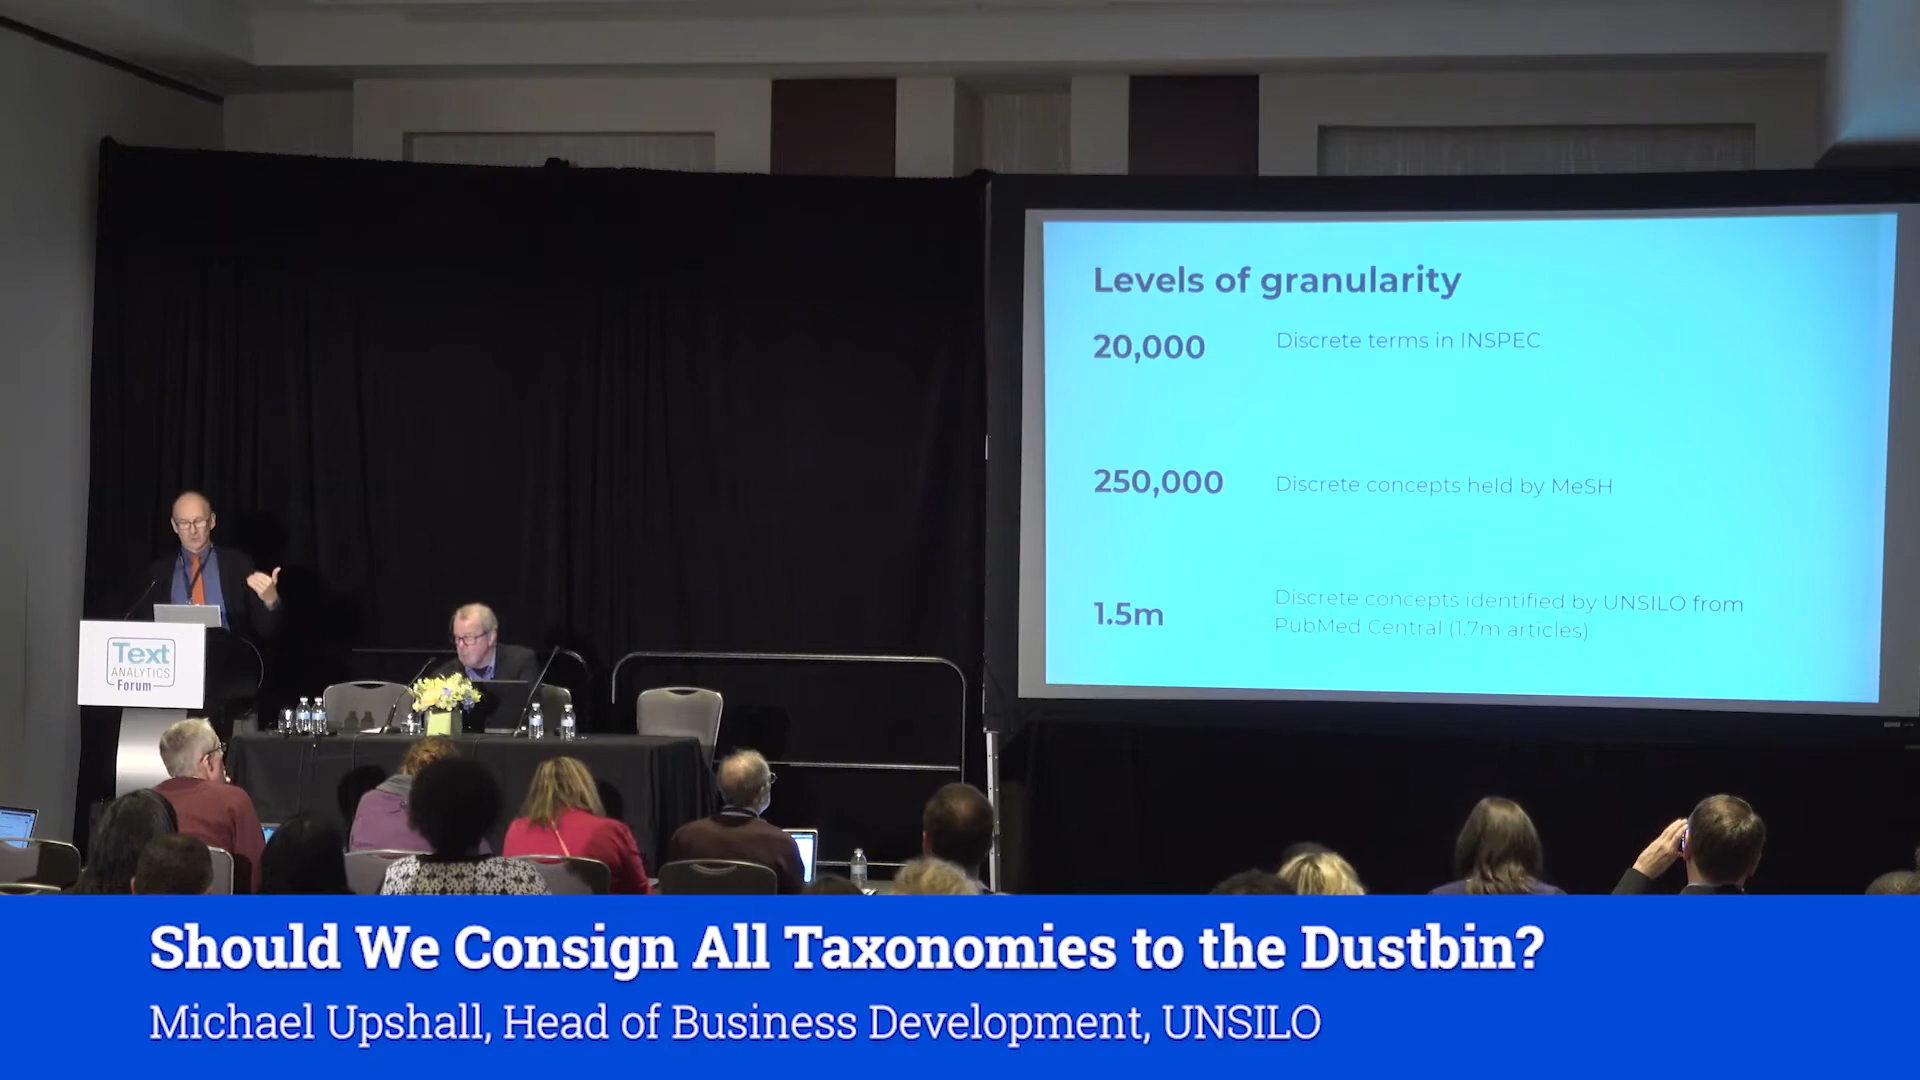 Levels of granularity
20,000 Discrete terms in INSPEC
250,000 Discrete concepts held by MeSH
1.5m Discrete concepts identified by UNSILO from
PubMed Central (1.7m articles)
Text
ANALYTICS
Forum
Should We Consign All Taxonomies to the Dustbin?
Michael Upshall, Head of Business Development, UNSILO